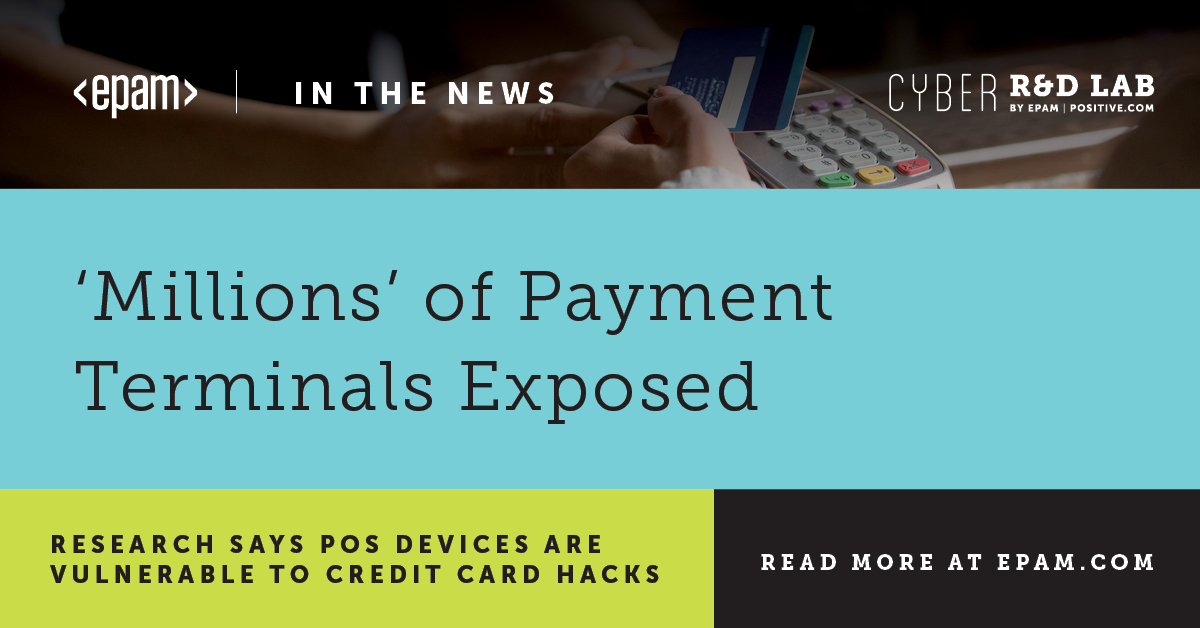 <epam> | IN THE NEWS
CYBER R&D LAB
BY EPAM | POSITIVE.COM
‘Millions’ of Payment
Terminals Exposed
RESEARCH SAYS POS DEVICES ARE
VULNERABLE TO CREDIT CARD HACKS
READ MORE AT EPAM.COM